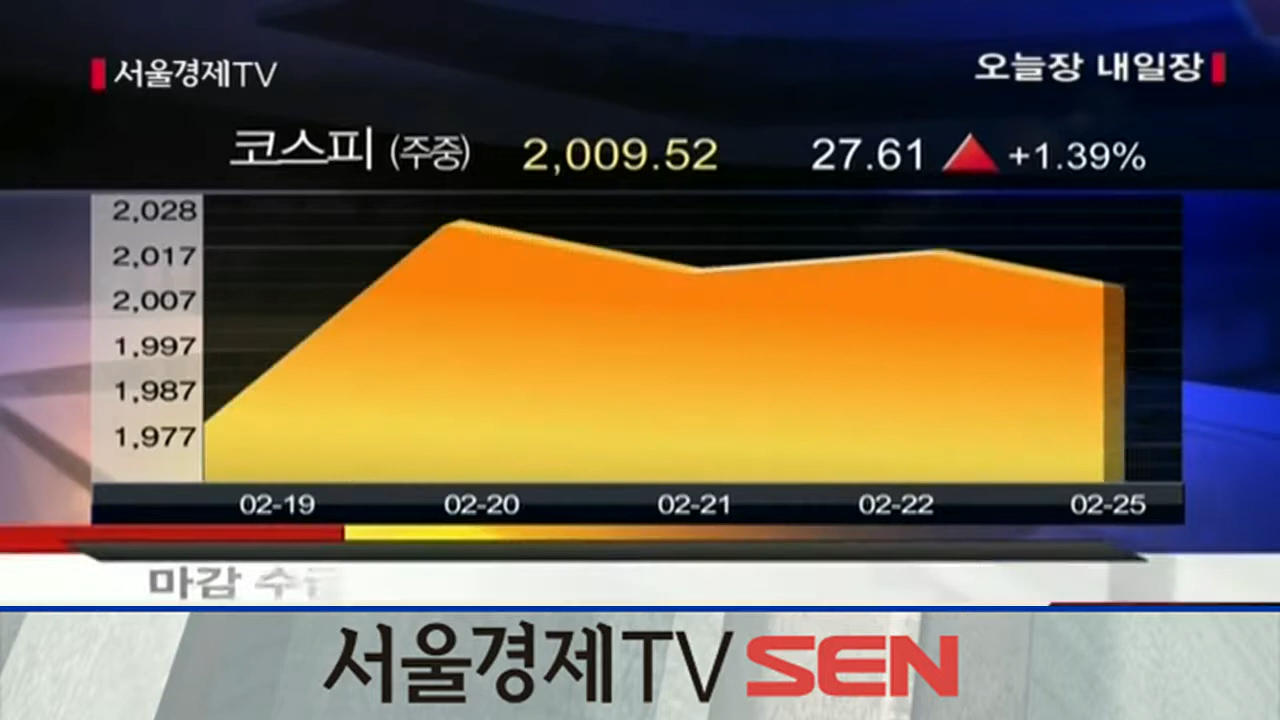 서울경제TV
오늘장 내일장
코스피 (주중) 2,009.52 27.61 ▲ +1.39%
2,028
2,017
2,007
1,997
1,987
1,977
02-19 02-20 02-21 02-22 02-25
마감
서울경제TV SEN